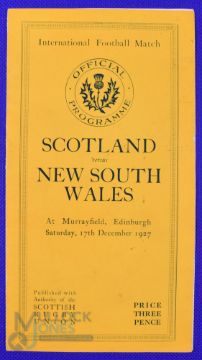 International Football Match
OFFICIAL
PROGRAMME
SCOTLAND
versus
NEW SOUTH
WALES
At Murrayfield, Edinburgh
Saturday, 17th December 1927
Published with
Authority of the
SCOTTISH
RUGBY
UNION
PRICE
THREE
PENCE